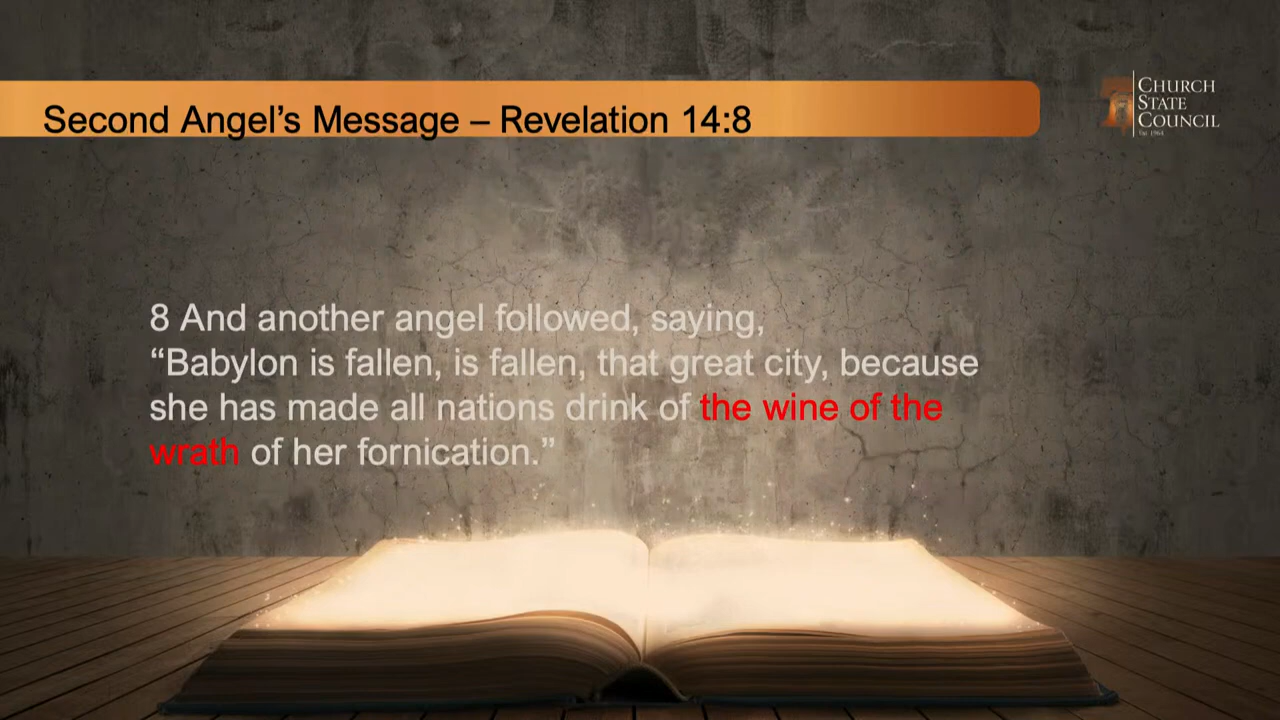 Second Angel’s Message – Revelation 14:8
CHURCH
STATE
COUNCIL
Est 1964
8 And another angel followed, saying,
“Babylon is fallen, is fallen, that great city, because
she has made all nations drink of the wine of the
wrath of her fornication.”